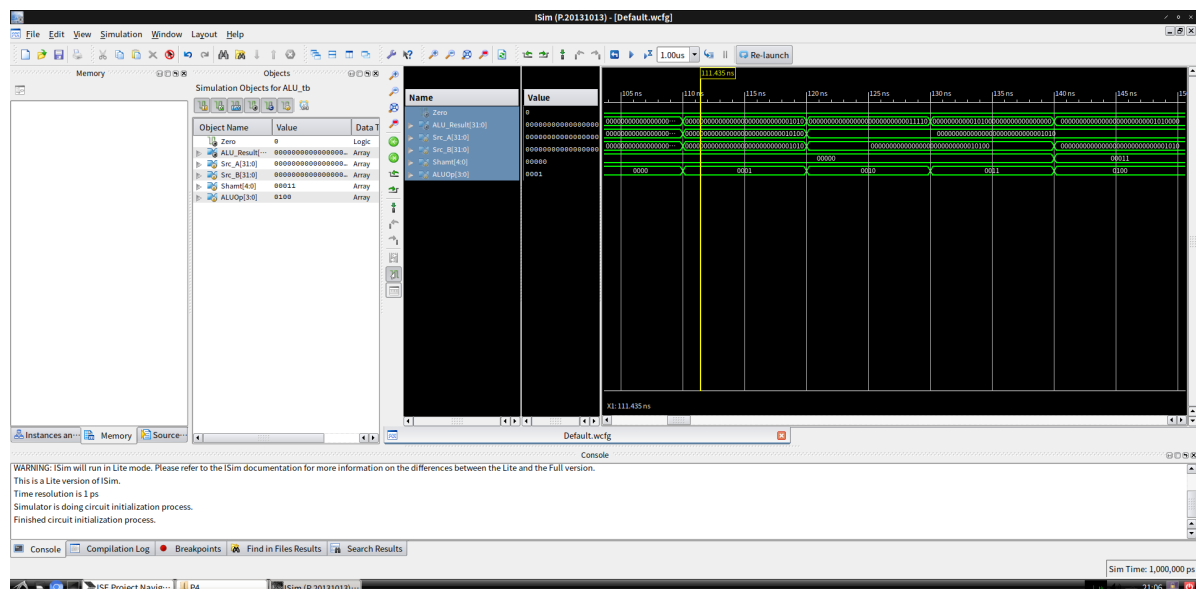 ISim (P.20131013) - [Default.wcfg]
File Edit View Simulation Window Layout Help
1.00us Re-launch
Memory
Objects
Simulation Objects for ALU_tb
Object Name Value Data T
Zero 0 Logic
ALU_Result[··· 0000000000000000... Array
Src_A[31:0] 0000000000000000... Array
Src_B[31:0] 0000000000000000... Array
Shamt[4:0] 00011 Array
ALUOp[3:0] 0100 Array
Name Value
Zero 0
ALU_Result[31:0] 0000000000000000
Src_A[31:0] 0000000000000000
Src_B[31:0] 0000000000000000
Shamt[4:0] 00000
ALUOp[3:0] 0001
111.435 ns
105 ns 110 ns 115 ns 120 ns 125 ns 130 ns 135 ns 140 ns 145 ns
00000 00011
0000 0001 0010 0011 0100
X1: 111.435 ns
Instances an··· Memory Source···
Default.wcfg
Console
WARNING: ISim will run in Lite mode. Please refer to the ISim documentation for more information on the differences between the Lite and the Full version.
This is a Lite version of ISim.
Time resolution is 1 ps
Simulator is doing circuit initialization process.
Finished circuit initialization process.
Console Compilation Log Breakpoints Find in Files Results Search Results
Sim Time: 1,000,000 ps
ISE Project Navig··· P4 ISim (P.20131013)··· 21:06